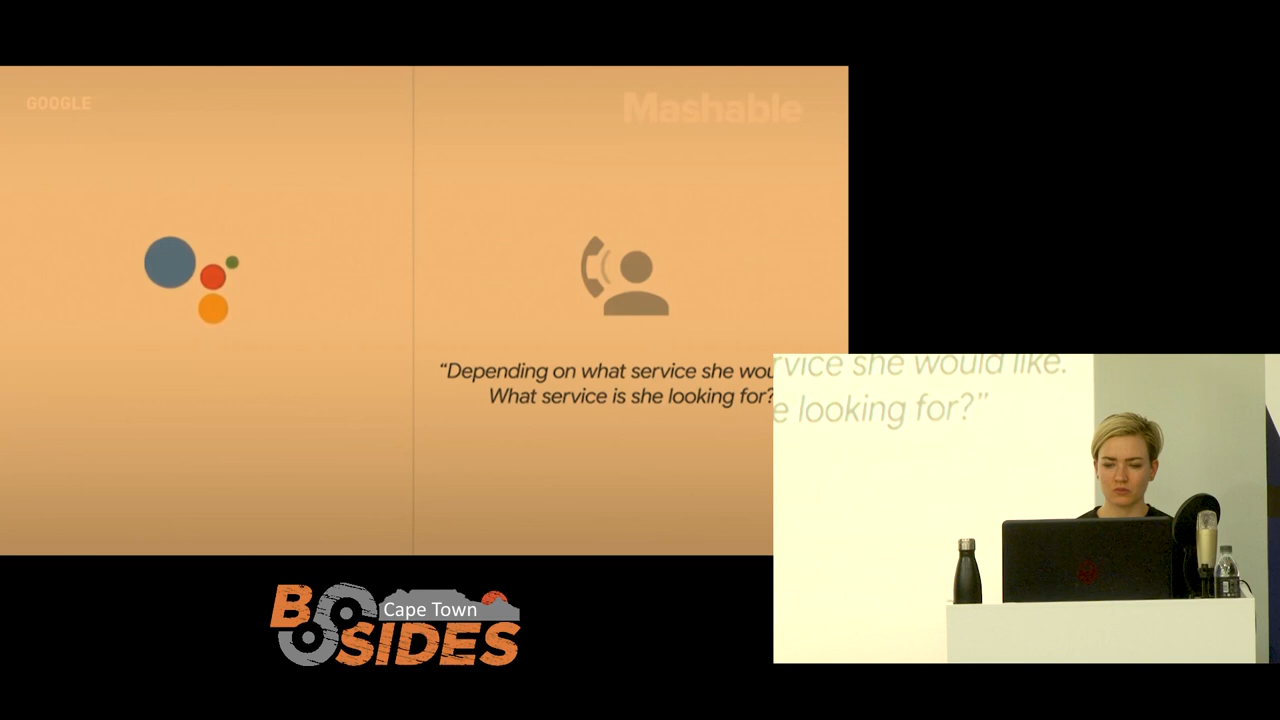 GOOGLE
Mashable
“Depending on what service she wou
What service is she looking for?
rvice she would like.
e looking for?”
B SIDES
Cape Town